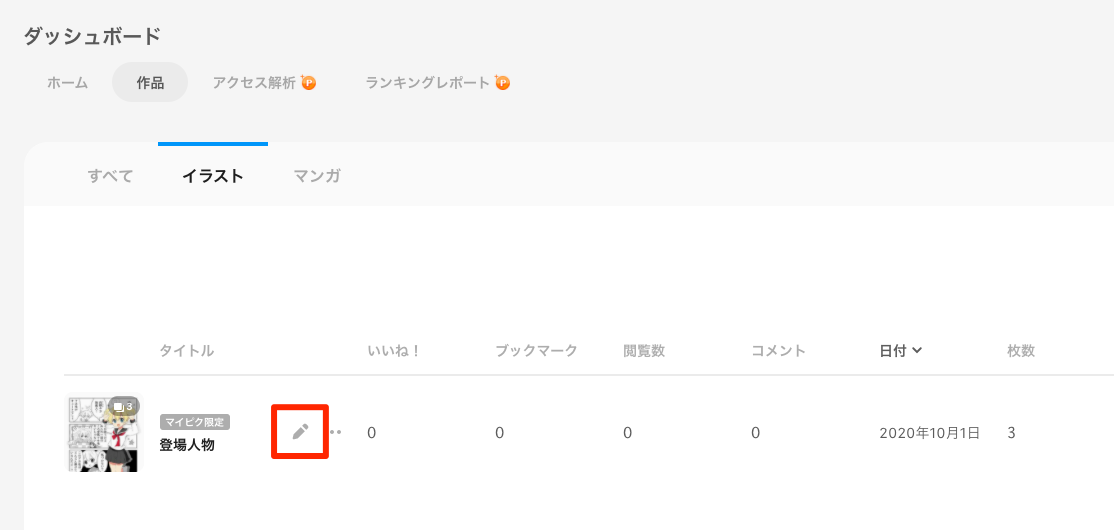 ダッシュボード
ホーム 作品 アクセス解析 P ランキングレポート P
すべて イラスト マンガ
タイトル いいね！ ブックマーク 閲覧数 コメント 日付 枚数
3
マイピク限定
登場人物 0 0 0 0 2020年10月1日 3